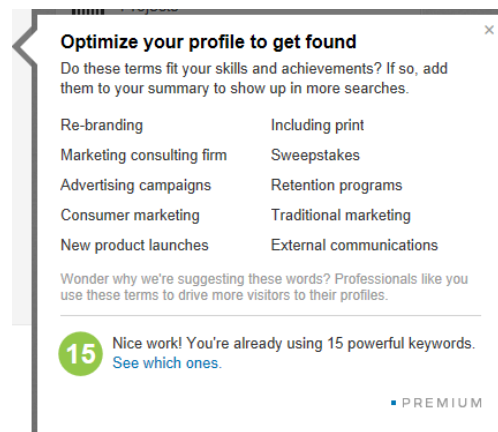 Projects
×
Optimize your profile to get found
Do these terms fit your skills and achievements? If so, add
them to your summary to show up in more searches.
Re-branding
Including print
Marketing consulting firm
Sweepstakes
Advertising campaigns
Retention programs
Consumer marketing
Traditional marketing
New product launches
External communications
Wonder why we're suggesting these words? Professionals like you
use these terms to drive more visitors to their profiles.
15
Nice work! You're already using 15 powerful keywords.
See which ones.
PREMIUM